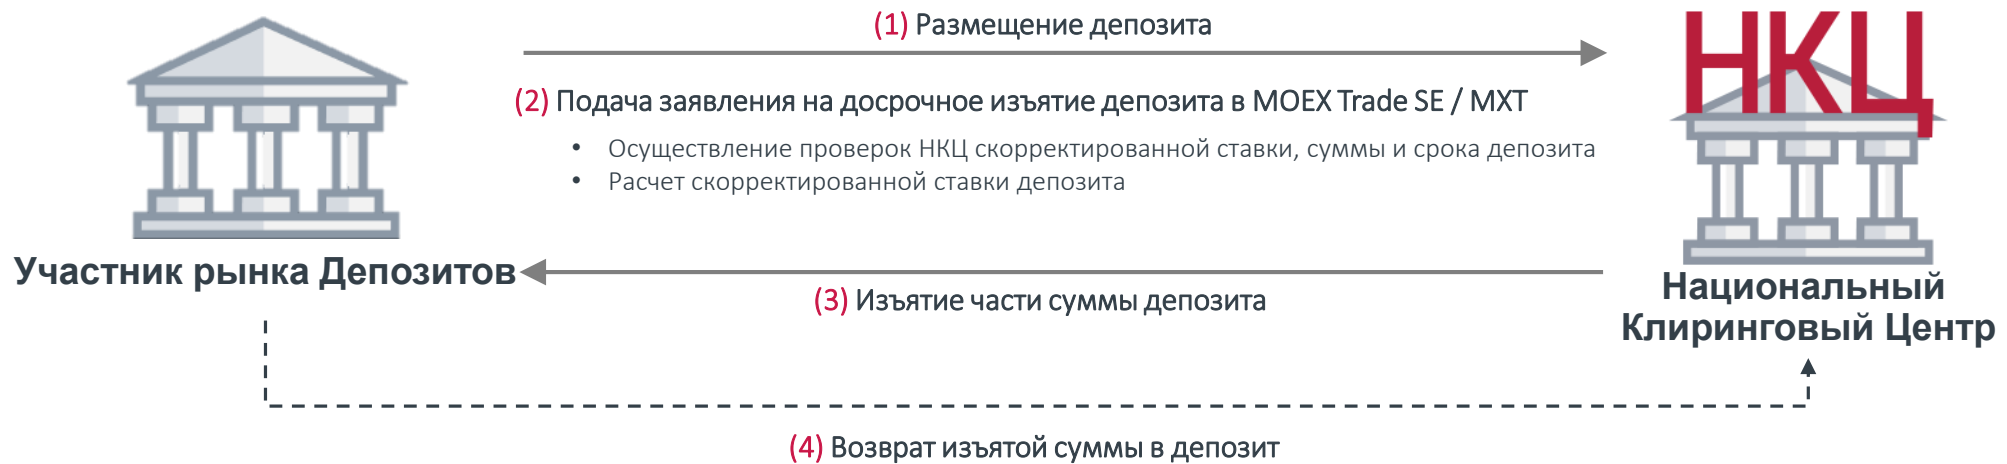 (1) Размещение депозита
НКЦ
(2) Подача заявления на досрочное изъятие депозита в MOEX Trade SE / MXT
• Осуществление проверок НКЦ скорректированной ставки, суммы и срока депозита
• Расчет скорректированной ставки депозита
Участник рынка Депозитов
(3) Изъятие части суммы депозита
Национальный
Клиринговый Центр
(4) Возврат изъятой суммы в депозит